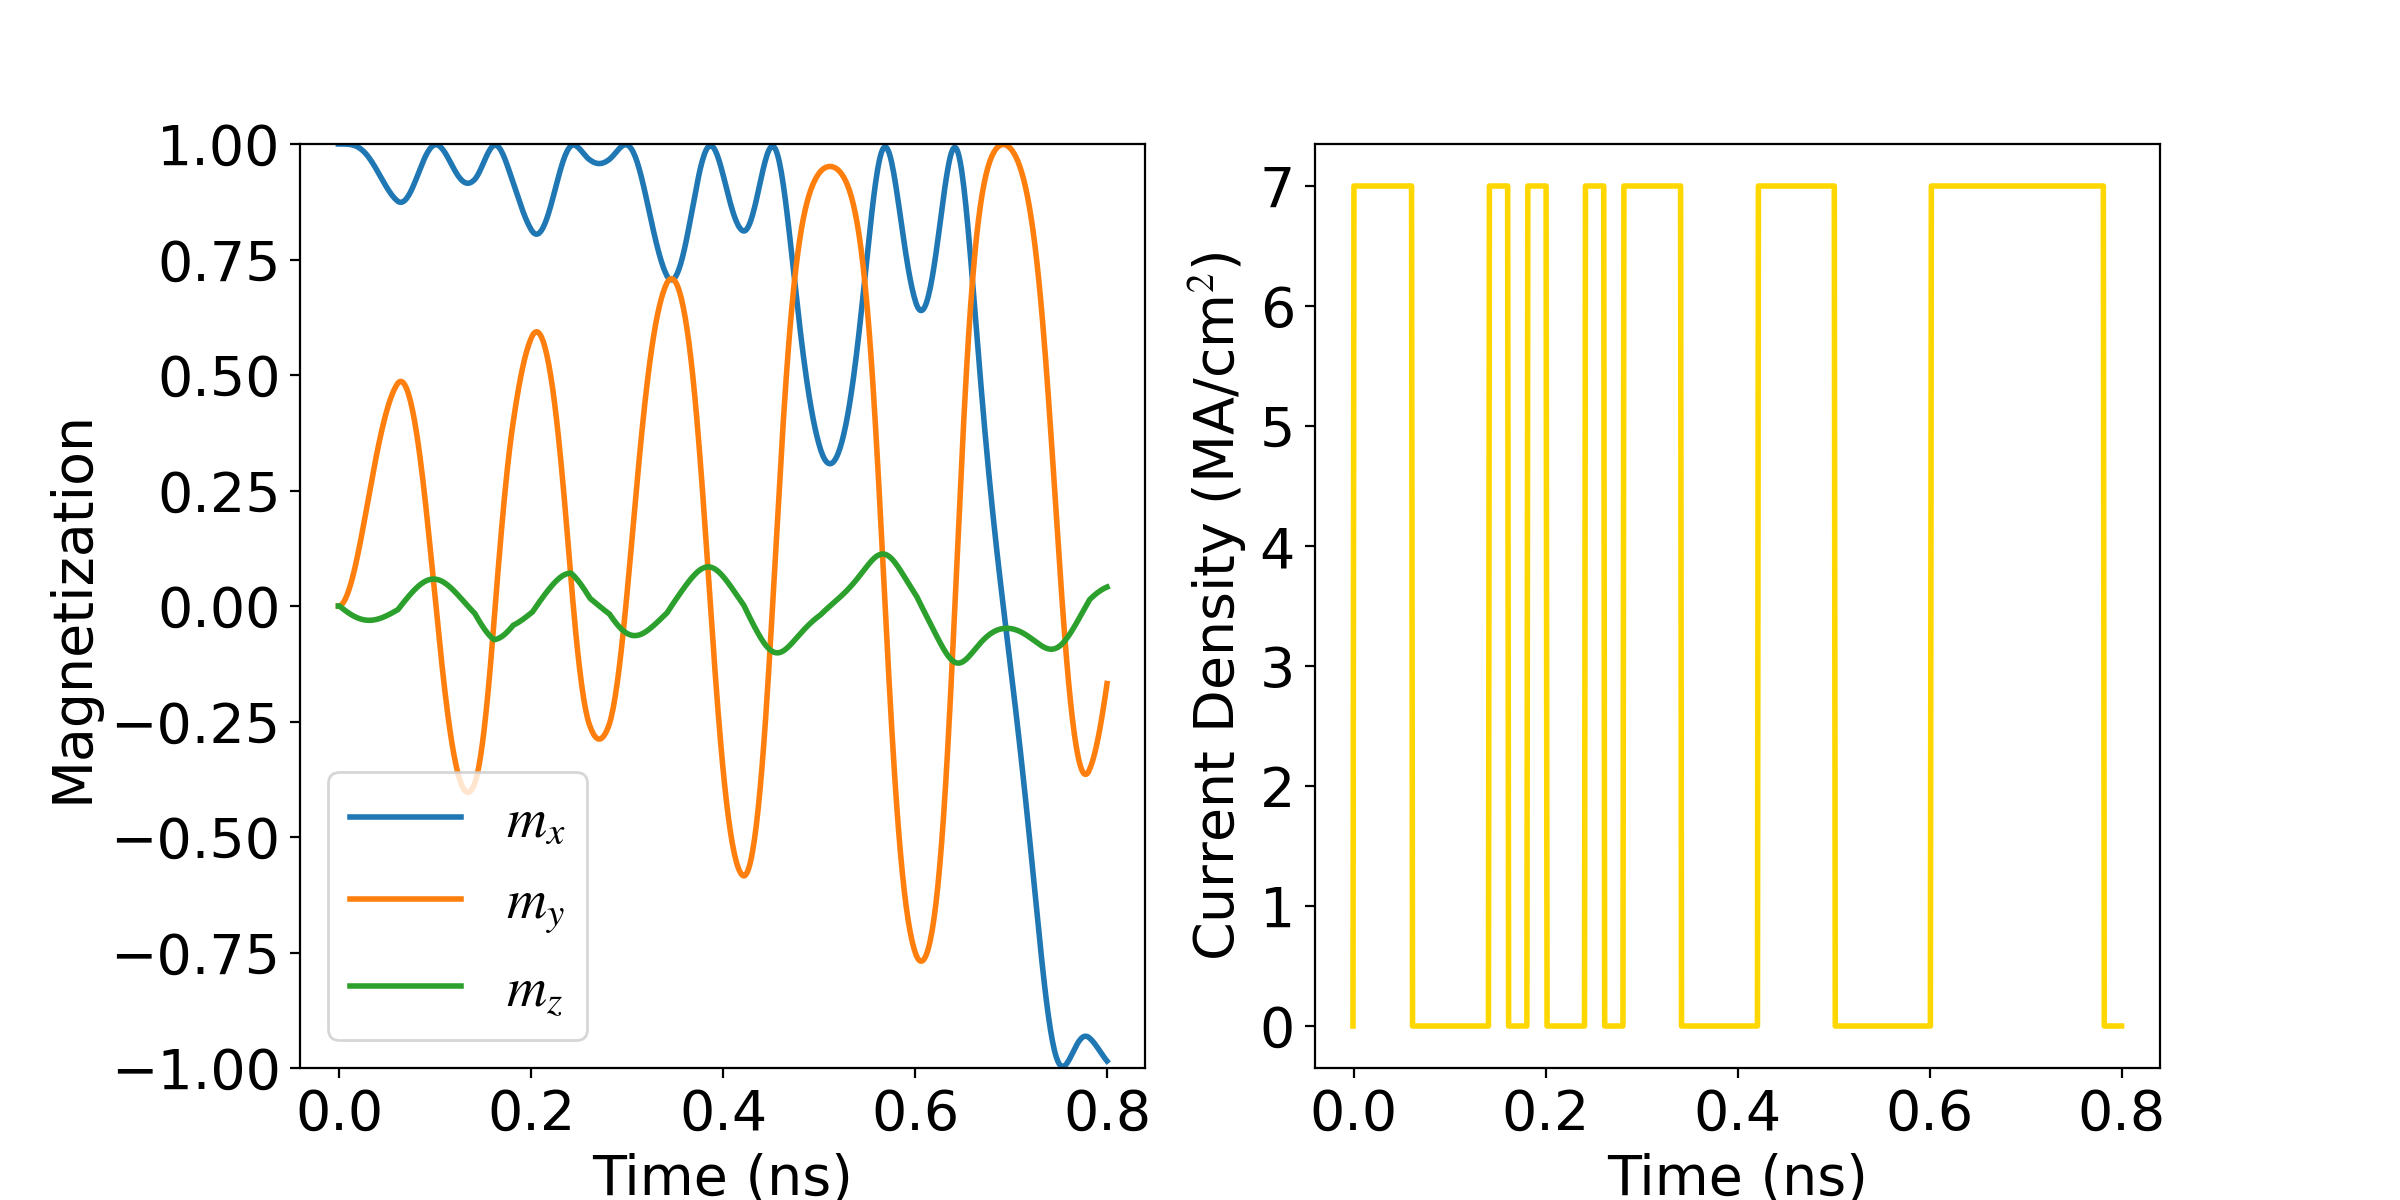 1.00
0.75
0.50
0.25
0.00
−0.25
−0.50
−0.75
−1.00
Magnetization
0.0 0.2 0.4 0.6 0.8
Time (ns)
m_x
m_y
m_z
7
6
5
4
3
2
1
0
Current Density (MA/cm²)
0.0 0.2 0.4 0.6 0.8
Time (ns)